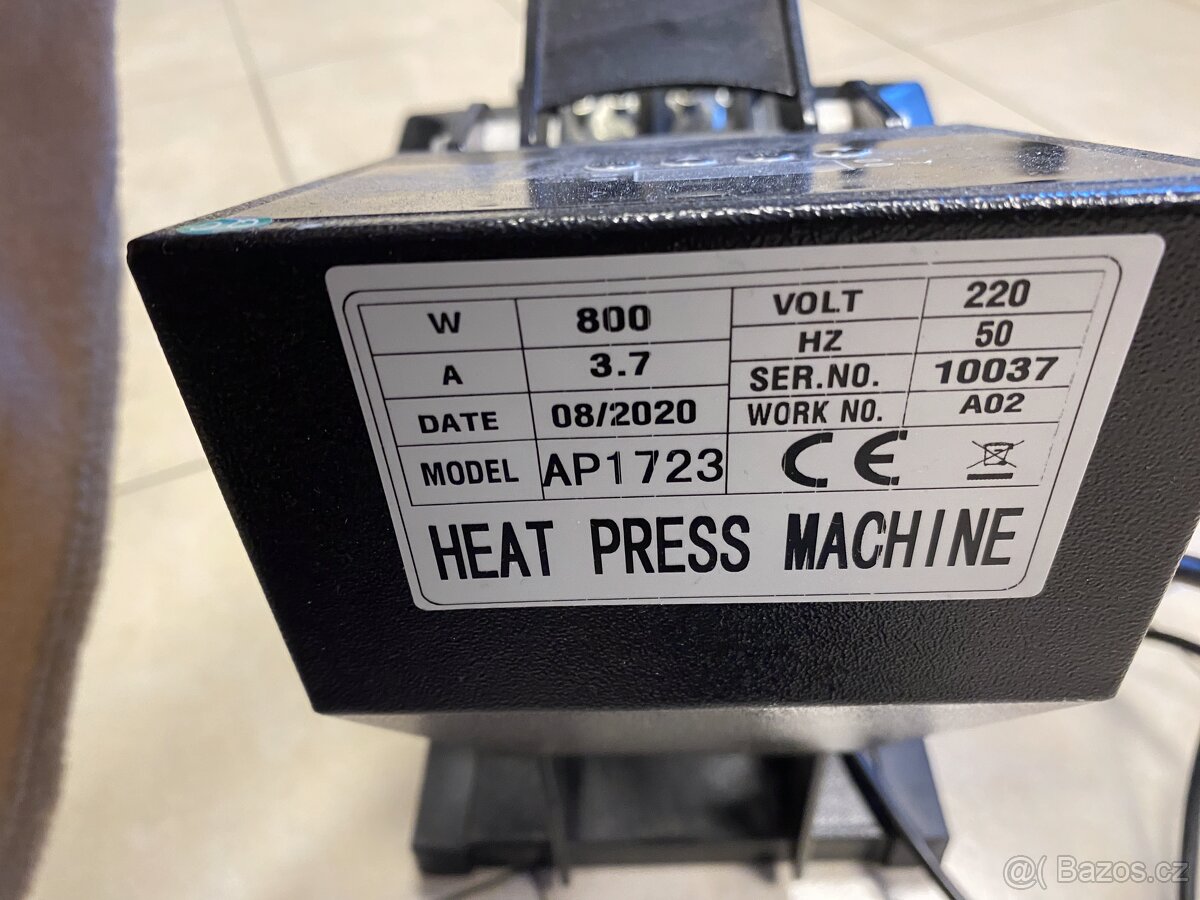 W 800 VOLT 220
A 3.7 HZ 50
DATE 08/2020 SER.NO. 10037
MODEL AP1723 WORK NO. A02
CE
HEAT PRESS MACHINE
@( Bazos.cz